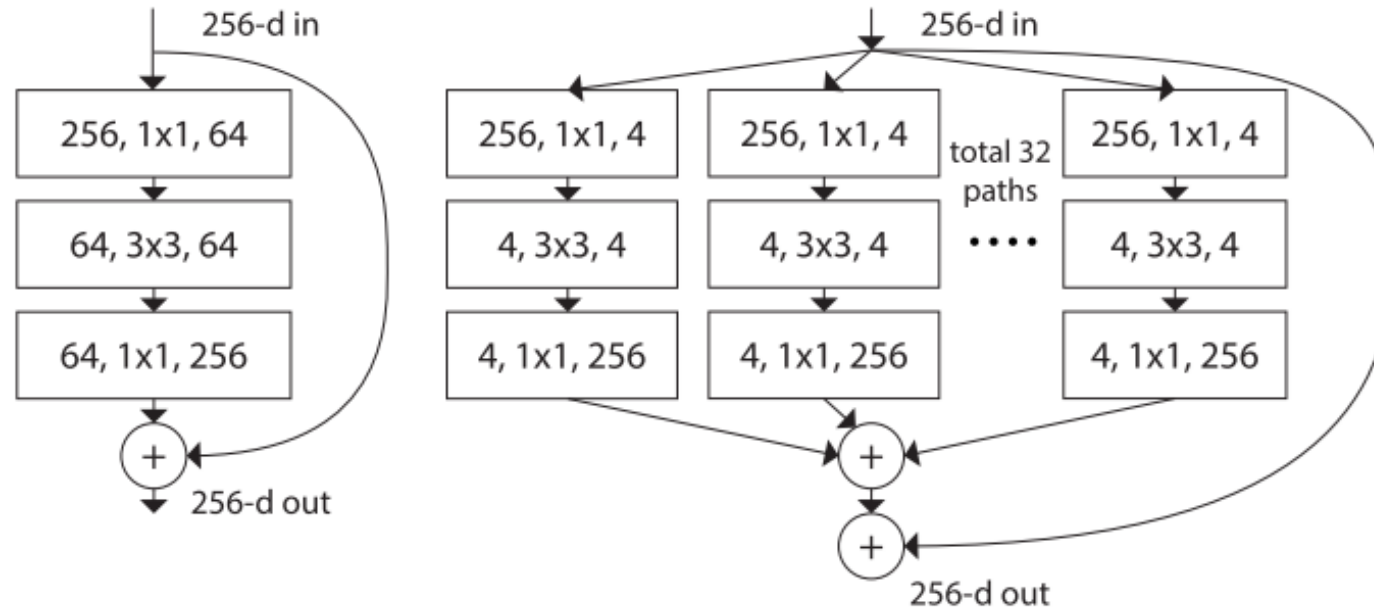 256-d in
256, 1x1, 64
64, 3x3, 64
64, 1x1, 256
+
256-d out
256-d in
256, 1x1, 4
256, 1x1, 4
total 32
paths
256, 1x1, 4
4, 3x3, 4
4, 3x3, 4
....
4, 3x3, 4
4, 1x1, 256
4, 1x1, 256
4, 1x1, 256
+
+
256-d out